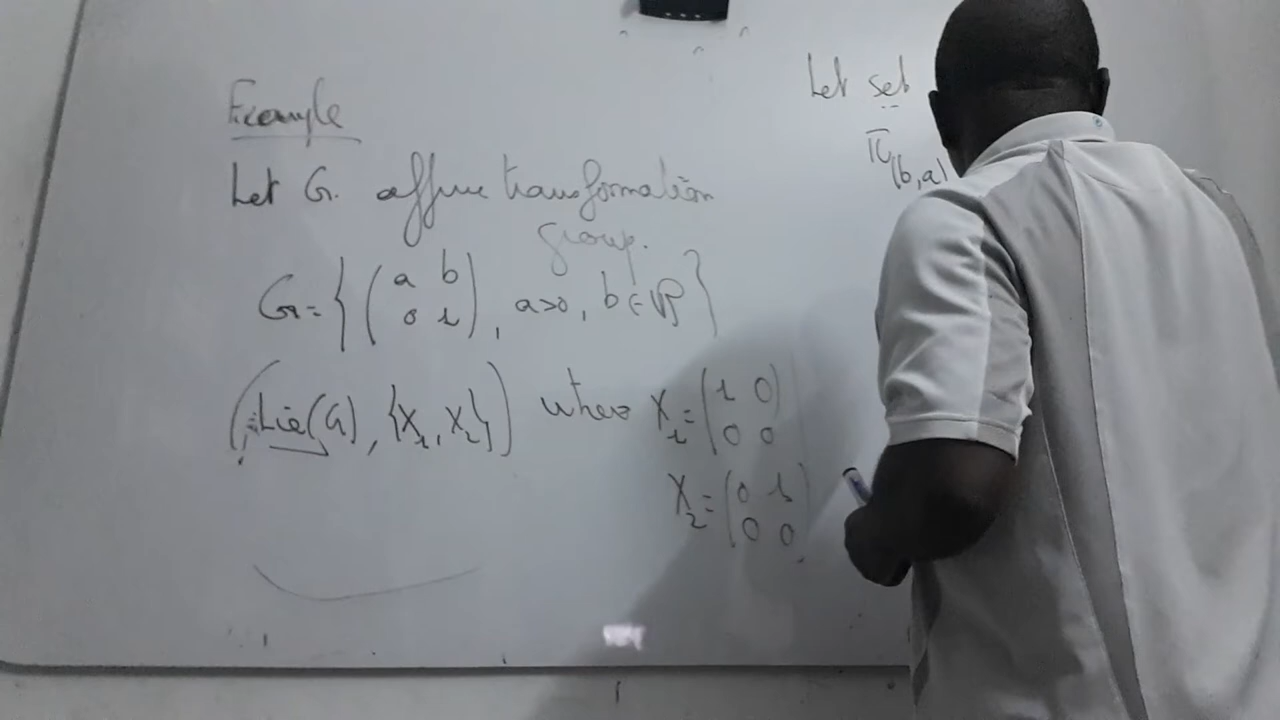 Example
Let G. affine transformation
group.
G = { ( a b ; 0 1 ) , a>0, b∈ℝ }
(Lie(G), {X₁, X₂}) where X₁ = ( 1 0 ; 0 0 )
X₂ = ( 0 1 ; 0 0 )
Let set
π(b,a)